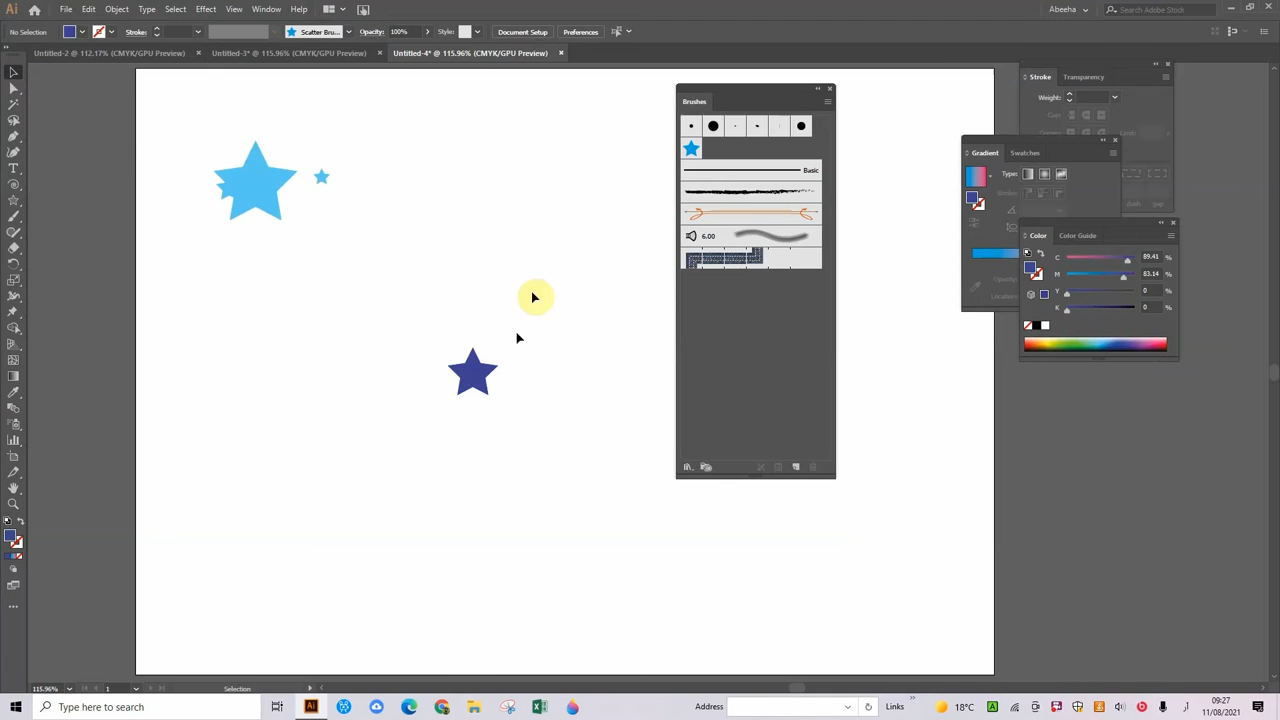 Ai File Edit Object Type Select Effect View Window Help Abeeha Search Adobe Stock
No Selection Stroke: Scatter Bru... Opacity: 100% Style: Document Setup Preferences
Untitled-2 @ 112.17% (CMYK/GPU Preview) × Untitled-3* @ 115.96% (CMYK/GPU Preview) × Untitled-4* @ 115.96% (CMYK/GPU Preview) ×
Stroke Transparency
Weight:
Brushes
Basic
6.00
Gradient Swatches
Type:
Color Color Guide
C 89.41 %
M 83.14 %
Y 0 %
K 0 %
115.96% 1 Selection
Type here to search
Address
Links
18°C
09:27
11/08/2021